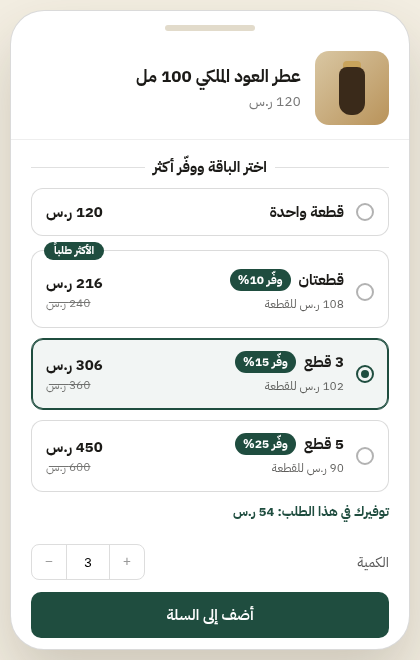 عطر العود الملكي 100 مل
120 ر.س
اختر الباقة ووفّر أكثر
قطعة واحدة
120 ر.س
الأكثر طلباً
قطعتان
وفّر 10%
216 ر.س
108 ر.س للقطعة
240 ر.س
3 قطع
وفّر 15%
306 ر.س
102 ر.س للقطعة
360 ر.س
5 قطع
وفّر 25%
450 ر.س
90 ر.س للقطعة
600 ر.س
توفيرك في هذا الطلب: 54 ر.س
الكمية
+ 3 −
أضف إلى السلة